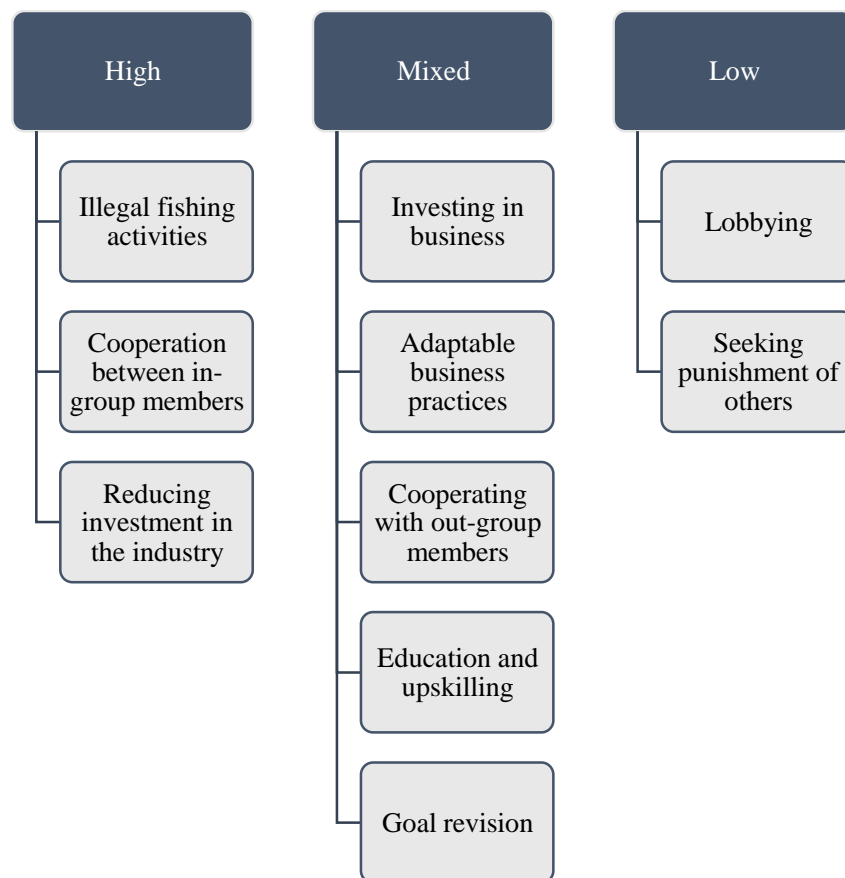 High
Illegal fishing
activities
Cooperation
between in-
group members
Reducing
investment in
the industry
Mixed
Investing in
business
Adaptable
business
practices
Cooperating
with out-group
members
Education and
upskilling
Goal revision
Low
Lobbying
Seeking
punishment of
others